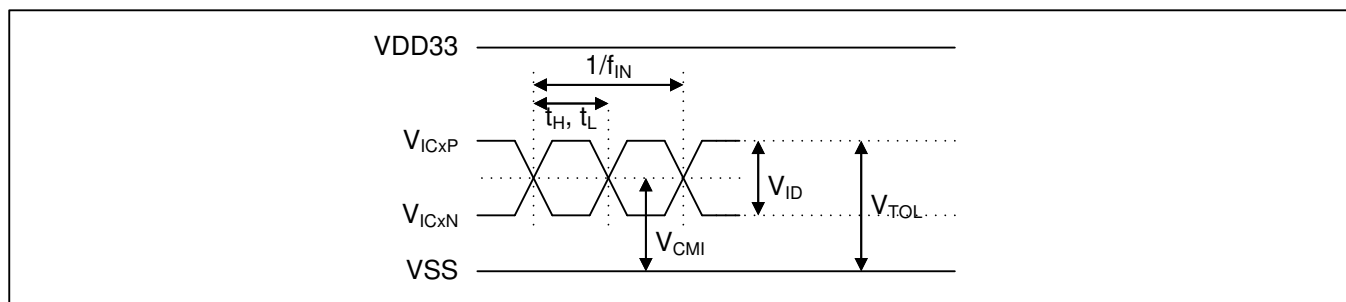 VDD33
1/fIN
tH, tL
VICxP
VID
VTOL
VICxN
VCMI
VSS